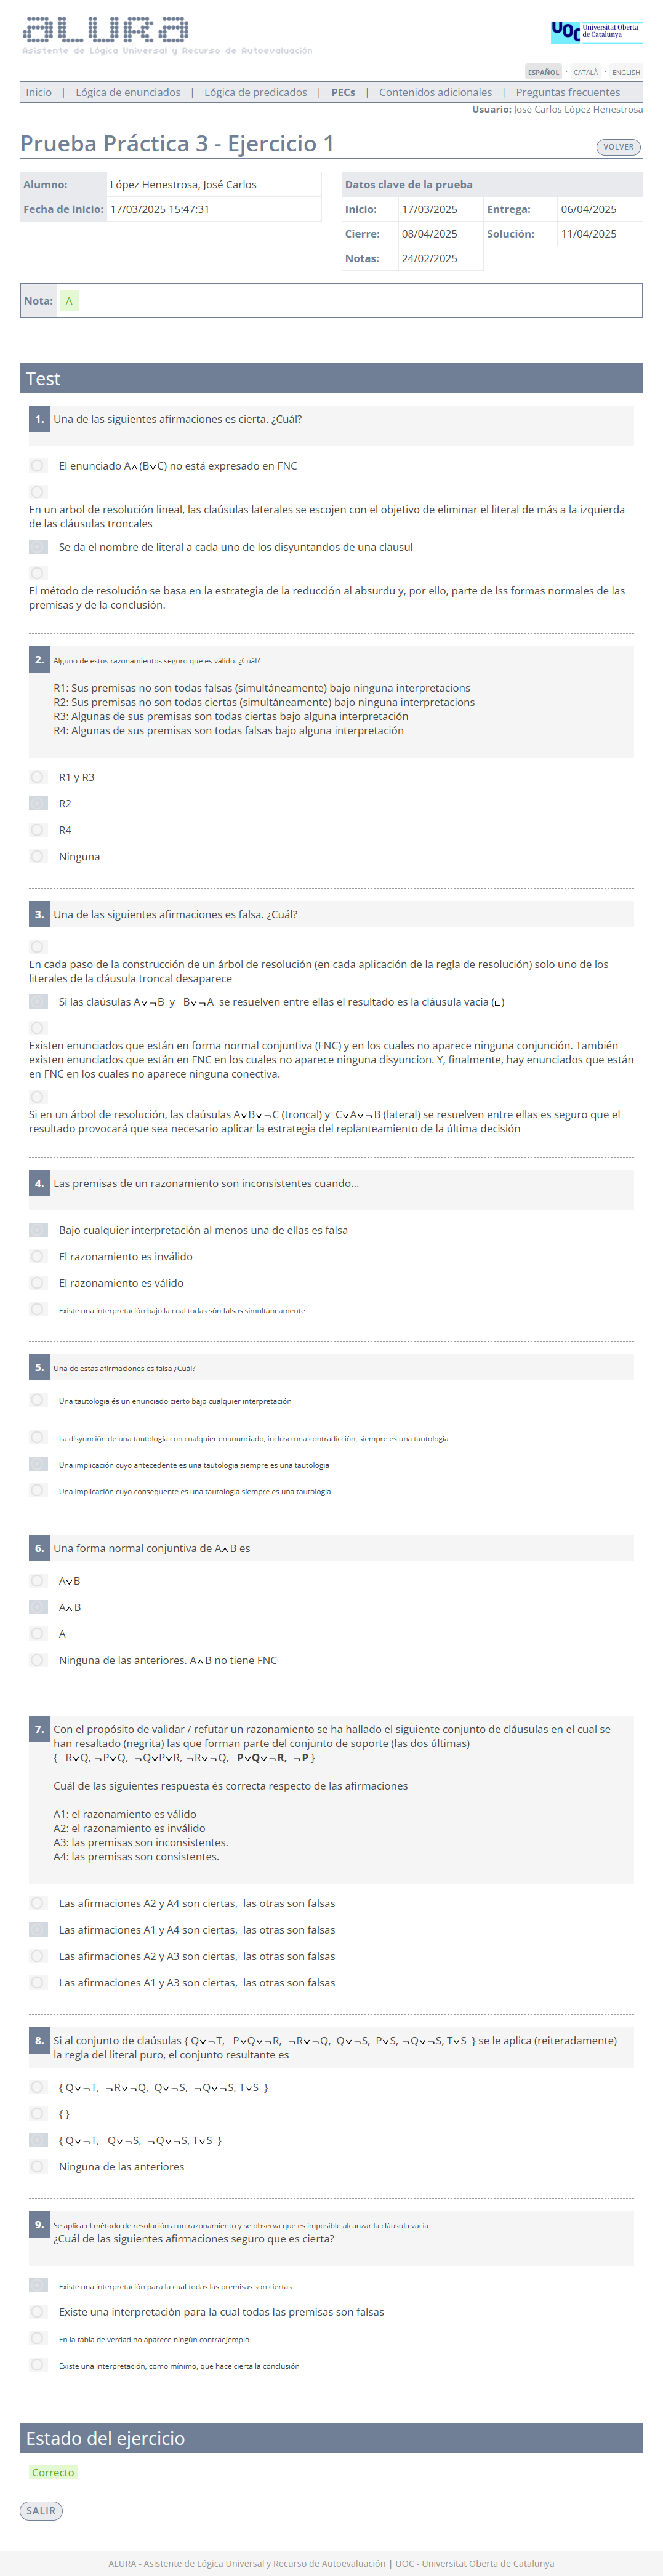 ALURA
Asistente de Lógica Universal y Recurso de Autoevaluación
UOC Universitat Oberta
de Catalunya
ESPAÑOL · CATALÀ · ENGLISH
Inicio | Lógica de enunciados | Lógica de predicados | PECs | Contenidos adicionales | Preguntas frecuentes
Usuario: José Carlos López Henestrosa
Prueba Práctica 3 - Ejercicio 1
VOLVER
Alumno: López Henestrosa, José Carlos
Fecha de inicio: 17/03/2025 15:47:31
Datos clave de la prueba
Inicio: 17/03/2025 Entrega: 06/04/2025
Cierre: 08/04/2025 Solución: 11/04/2025
Notas: 24/02/2025
Nota: A
Test
1. Una de las siguientes afirmaciones es cierta. ¿Cuál?
El enunciado A∧(B∨C) no está expresado en FNC
En un arbol de resolución lineal, las claúsulas laterales se escojen con el objetivo de eliminar el literal de más a la izquierda
de las cláusulas troncales
Se da el nombre de literal a cada uno de los disyuntandos de una clausul
El método de resolución se basa en la estrategia de la reducción al absurdu y, por ello, parte de lss formas normales de las
premisas y de la conclusión.
2. Alguno de estos razonamientos seguro que es válido. ¿Cuál?
R1: Sus premisas no son todas falsas (simultáneamente) bajo ninguna interpretacions
R2: Sus premisas no son todas ciertas (simultáneamente) bajo ninguna interpretacions
R3: Algunas de sus premisas son todas ciertas bajo alguna interpretación
R4: Algunas de sus premisas son todas falsas bajo alguna interpretación
R1 y R3
R2
R4
Ninguna
3. Una de las siguientes afirmaciones es falsa. ¿Cuál?
En cada paso de la construcción de un árbol de resolución (en cada aplicación de la regla de resolución) solo uno de los
literales de la cláusula troncal desaparece
Si las claúsulas A∨¬B y B∨¬A se resuelven entre ellas el resultado es la clàusula vacia (□)
Existen enunciados que están en forma normal conjuntiva (FNC) y en los cuales no aparece ninguna conjunción. También
existen enunciados que están en FNC en los cuales no aparece ninguna disyuncion. Y, finalmente, hay enunciados que están
en FNC en los cuales no aparece ninguna conectiva.
Si en un árbol de resolución, las claúsulas A∨B∨¬C (troncal) y C∨A∨¬B (lateral) se resuelven entre ellas es seguro que el
resultado provocará que sea necesario aplicar la estrategia del replanteamiento de la última decisión
4. Las premisas de un razonamiento son inconsistentes cuando...
Bajo cualquier interpretación al menos una de ellas es falsa
El razonamiento es inválido
El razonamiento es válido
Existe una interpretación bajo la cual todas són falsas simultáneamente
5. Una de estas afirmaciones es falsa ¿Cuál?
Una tautologia és un enunciado cierto bajo cualquier interpretación
La disyunción de una tautologia con cualquier enununciado, incluso una contradicción, siempre es una tautologia
Una implicación cuyo antecedente es una tautologia siempre es una tautologia
Una implicación cuyo conseqüente es una tautologia siempre es una tautologia
6. Una forma normal conjuntiva de A∧B es
A∨B
A∧B
A
Ninguna de las anteriores. A∧B no tiene FNC
7. Con el propósito de validar / refutar un razonamiento se ha hallado el siguiente conjunto de cláusulas en el cual se
han resaltado (negrita) las que forman parte del conjunto de soporte (las dos últimas)
{ R∨Q, ¬P∨Q, ¬Q∨P∨R, ¬R∨¬Q, P∨Q∨¬R, ¬P }
Cuál de las siguientes respuesta és correcta respecto de las afirmaciones
A1: el razonamiento es válido
A2: el razonamiento es inválido
A3: las premisas son inconsistentes.
A4: las premisas son consistentes.
Las afirmaciones A2 y A4 son ciertas, las otras son falsas
Las afirmaciones A1 y A4 son ciertas, las otras son falsas
Las afirmaciones A2 y A3 son ciertas, las otras son falsas
Las afirmaciones A1 y A3 son ciertas, las otras son falsas
8. Si al conjunto de claúsulas { Q∨¬T, P∨Q∨¬R, ¬R∨¬Q, Q∨¬S, P∨S, ¬Q∨¬S, T∨S } se le aplica (reiteradamente)
la regla del literal puro, el conjunto resultante es
{ Q∨¬T, ¬R∨¬Q, Q∨¬S, ¬Q∨¬S, T∨S }
{ }
{ Q∨¬T, Q∨¬S, ¬Q∨¬S, T∨S }
Ninguna de las anteriores
9. Se aplica el método de resolución a un razonamiento y se observa que es imposible alcanzar la cláusula vacia
¿Cuál de las siguientes afirmaciones seguro que es cierta?
Existe una interpretación para la cual todas las premisas son ciertas
Existe una interpretación para la cual todas las premisas son falsas
En la tabla de verdad no aparece ningún contraejemplo
Existe una interpretación, como mínimo, que hace cierta la conclusión
Estado del ejercicio
Correcto
SALIR
ALURA - Asistente de Lógica Universal y Recurso de Autoevaluación | UOC - Universitat Oberta de Catalunya